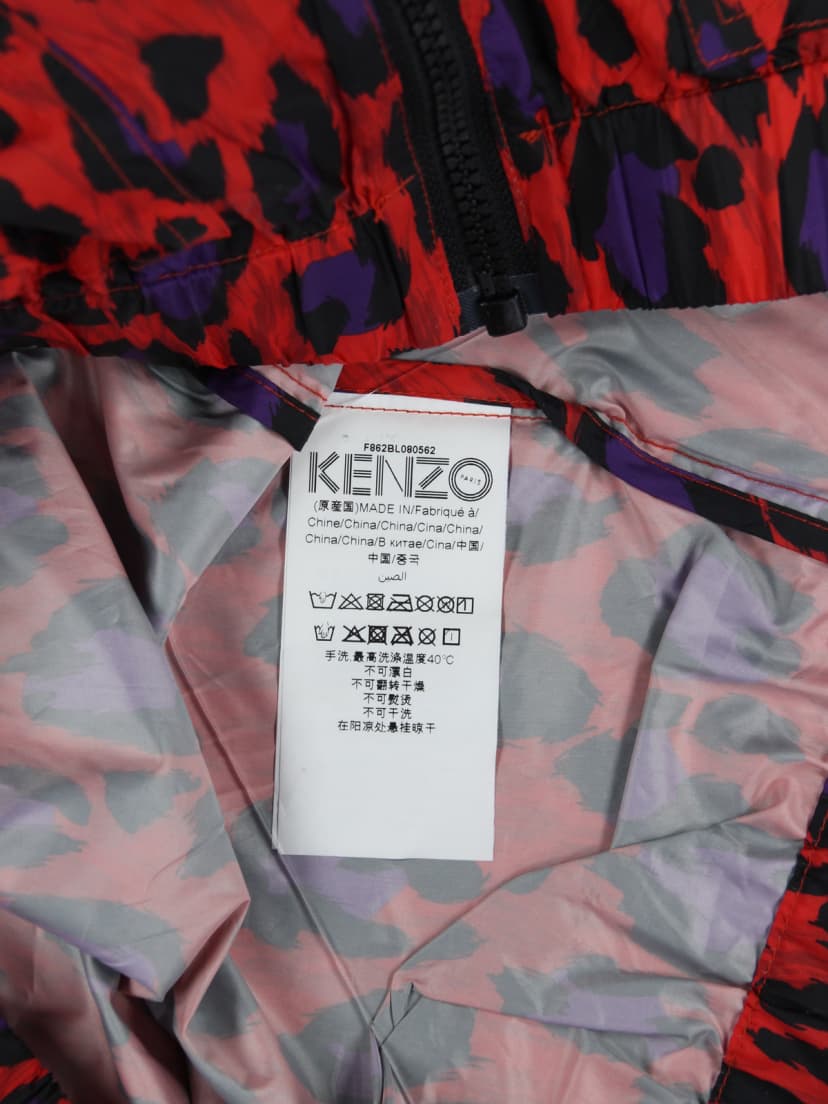 F862BL080562
KENZO
PARIS
(原産国)MADE IN/Fabriqué à/
Chine/China/China/Cina/China/
China/China/В китае/Cina/中国/
中国/중국
الصين
手洗.最高洗涤温度40°C
不可漂白
不可翻转干燥
不可熨烫
不可干洗
在阴凉处悬挂晾干